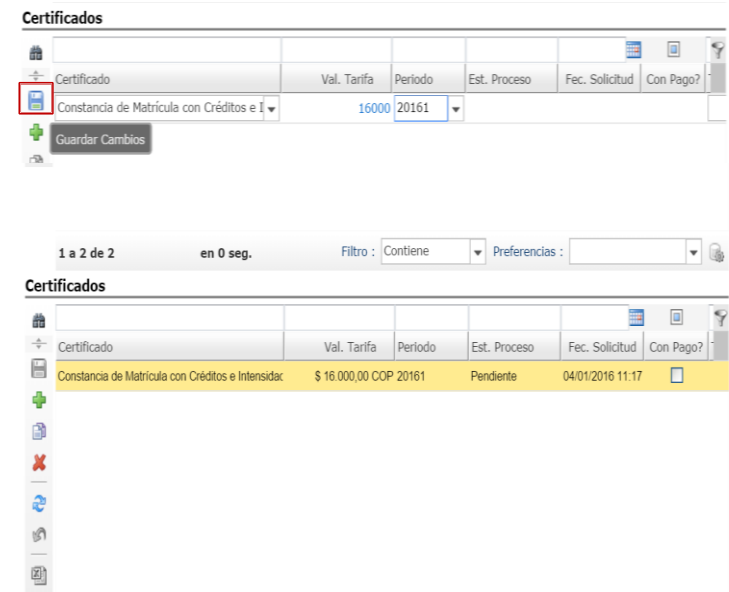 Certificados
Certificado Val. Tarifa Periodo Est. Proceso Fec. Solicitud Con Pago?
Constancia de Matrícula con Créditos e I 16000 20161
Guardar Cambios
1 a 2 de 2 en 0 seg. Filtro : Contiene Preferencias :
Certificados
Certificado Val. Tarifa Periodo Est. Proceso Fec. Solicitud Con Pago?
Constancia de Matrícula con Créditos e Intensidac $ 16.000,00 COP 20161 Pendiente 04/01/2016 11:17